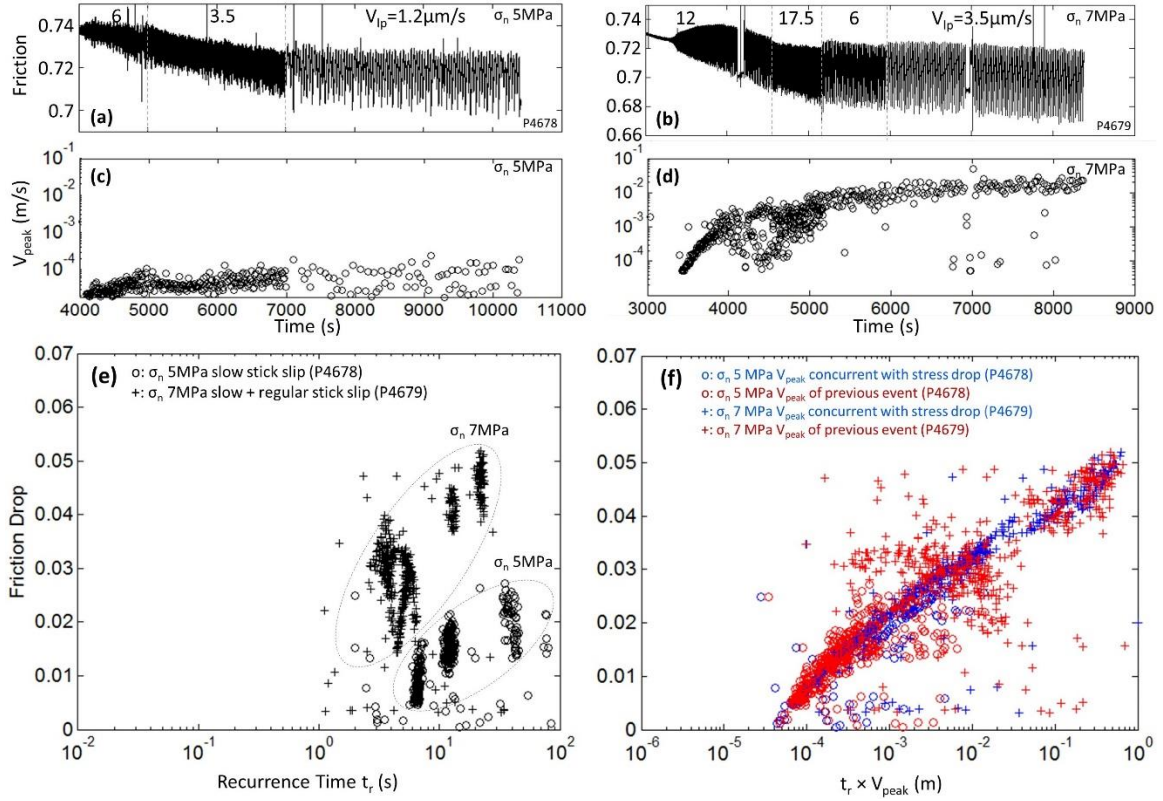 6 3.5 V_lp=1.2μm/s σ_n 5MPa
0.74
0.72
0.7
Friction
(a)
P4678
12 17.5 6 V_lp=3.5μm/s σ_n 7MPa
0.74
0.72
0.7
0.68
0.66
(b)
P4679
(c) σ_n 5MPa
10^-1
10^-2
10^-3
10^-4
V_peak (m/s)
4000 5000 6000 7000 8000 9000 10000 11000
Time (s)
(d) σ_n 7MPa
10^-1
10^-2
10^-3
10^-4
3000 4000 5000 6000 7000 8000 9000
Time (s)
(e)
o: σ_n 5MPa slow stick slip (P4678)
+: σ_n 7MPa slow + regular stick slip (P4679)
σ_n 7MPa
σ_n 5MPa
0.07
0.06
0.05
0.04
0.03
0.02
0.01
0
Friction Drop
10^-2 10^-1 10^0 10^1 10^2
Recurrence Time t_r (s)
(f)
o: σ_n 5 MPa V_peak concurrent with stress drop (P4678)
o: σ_n 5 MPa V_peak of previous event (P4678)
+: σ_n 7 MPa V_peak concurrent with stress drop (P4679)
+: σ_n 7 MPa V_peak of previous event (P4679)
0.07
0.06
0.05
0.04
0.03
0.02
0.01
0
10^-6 10^-5 10^-4 10^-3 10^-2 10^-1 10^0
t_r × V_peak (m)